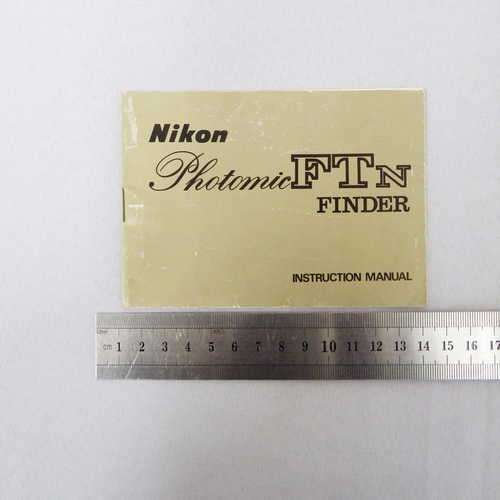 Nikon
Photomic FTN
FINDER
INSTRUCTION MANUAL
cm 1 2 3 4 5 6 7 8 9 10 11 12 13 14 15 16 17